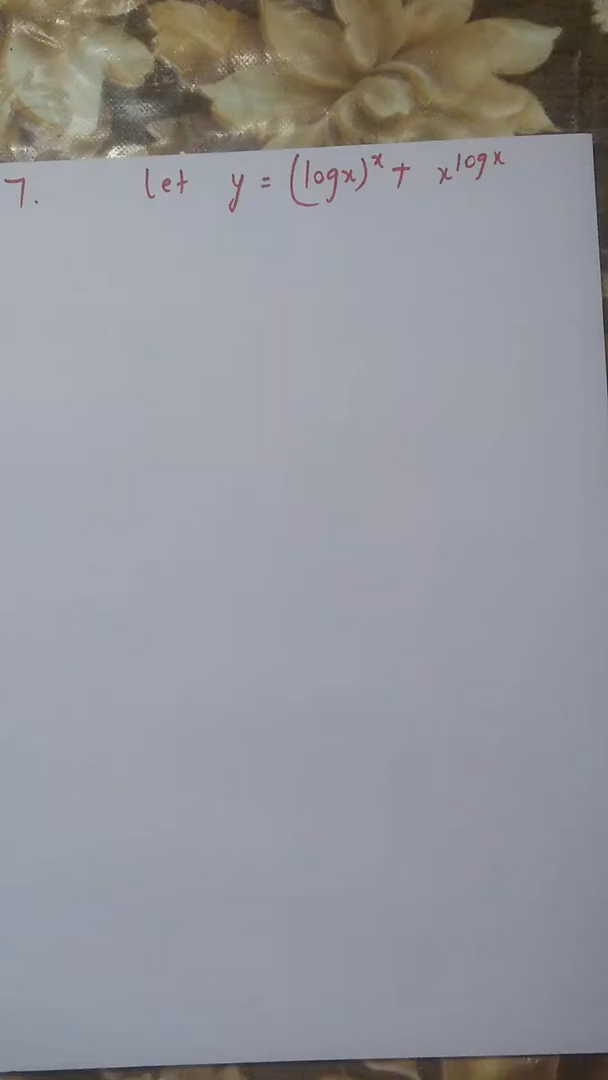 7. let y = (logx)^x + x^logx